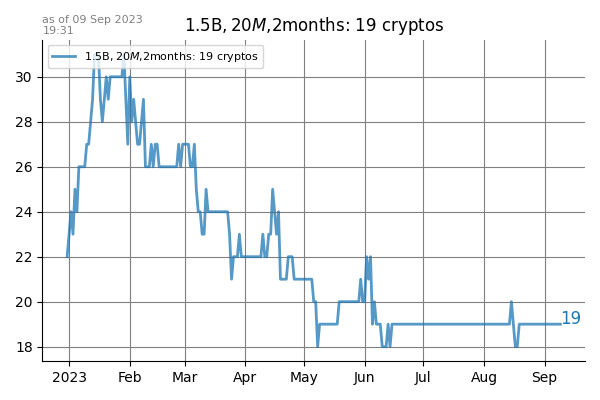 as of 09 Sep 2023
19:31
1.5B, 20M,2months: 19 cryptos
1.5B, 20M,2months: 19 cryptos
30
28
26
24
22
20
18
19
2023 Feb Mar Apr May Jun Jul Aug Sep